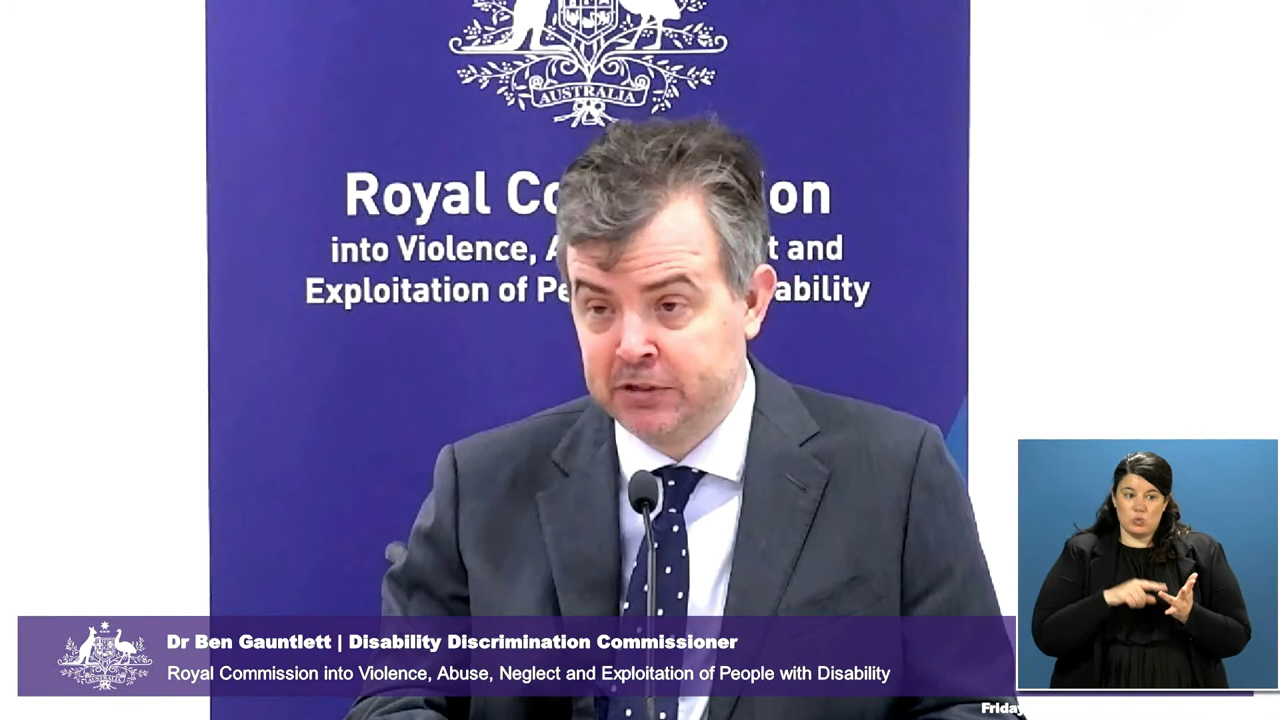 AUSTRALIA
Royal Co on
into Violence, A t and
Exploitation of Pe ability
Dr Ben Gauntlett | Disability Discrimination Commissioner
Royal Commission into Violence, Abuse, Neglect and Exploitation of People with Disability
Friday